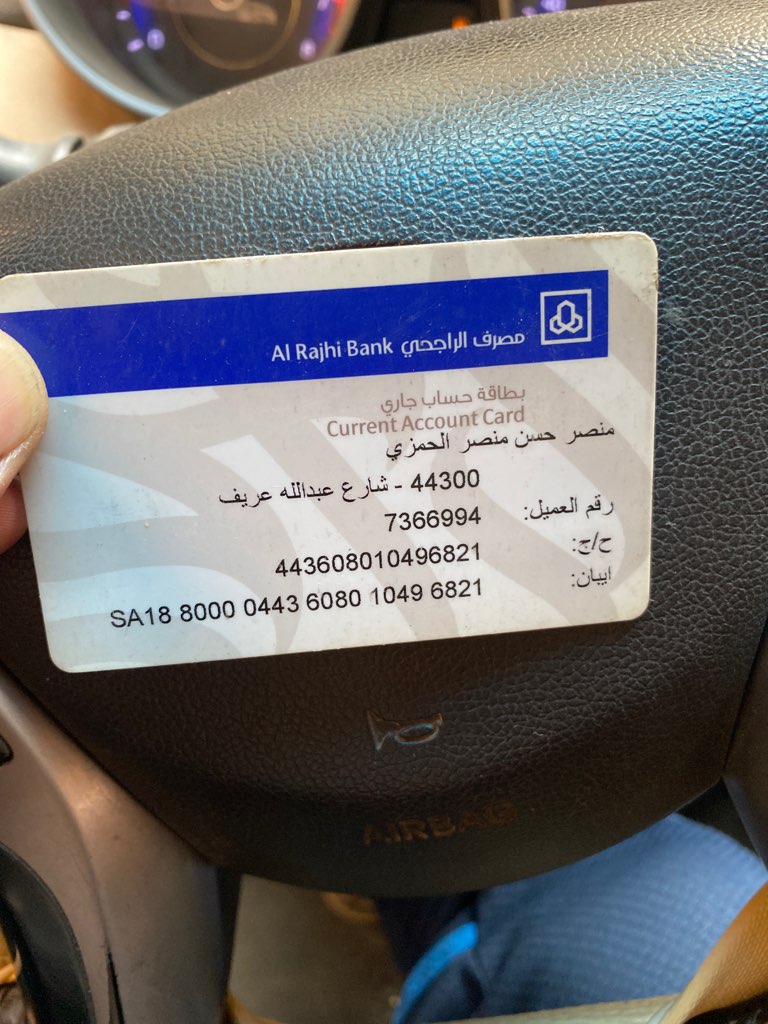 مصرف الراجحي Al Rajhi Bank
بطاقة حساب جاري
Current Account Card
منصر حسن منصر الحمزي
44300 - شارع عبدالله عريف
رقم العميل: 7366994
ح/ج: 443608010496821
ايبان: SA18 8000 0443 6080 1049 6821
AIRBAG